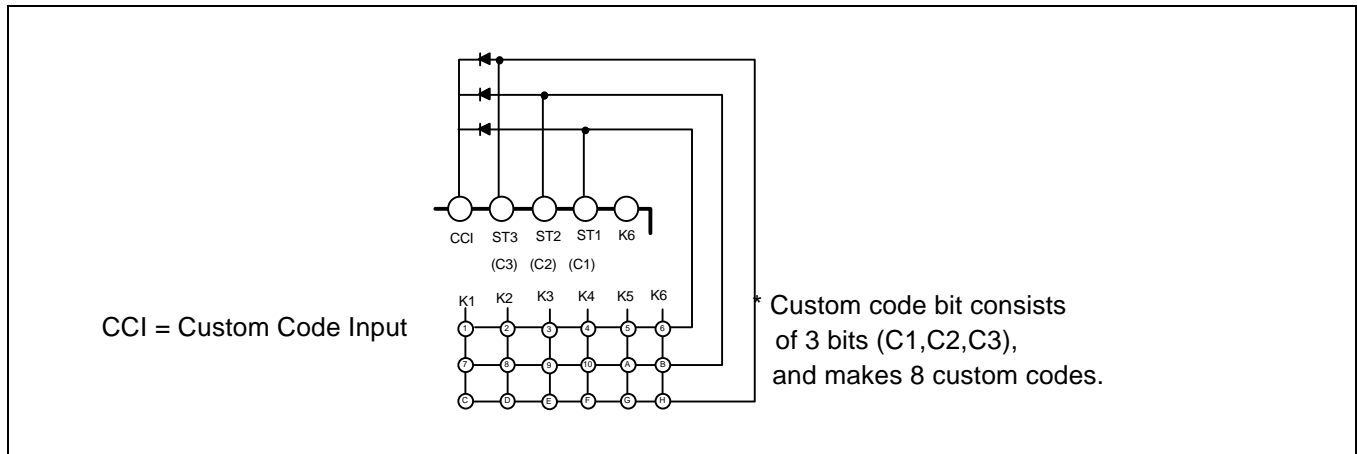 CCI ST3 ST2 ST1 K6
(C3) (C2) (C1)
K1 K2 K3 K4 K5 K6
1 2 3 4 5 6
7 8 9 10 A B
C D E F G H
CCI = Custom Code Input
* Custom code bit consists
of 3 bits (C1,C2,C3),
and makes 8 custom codes.